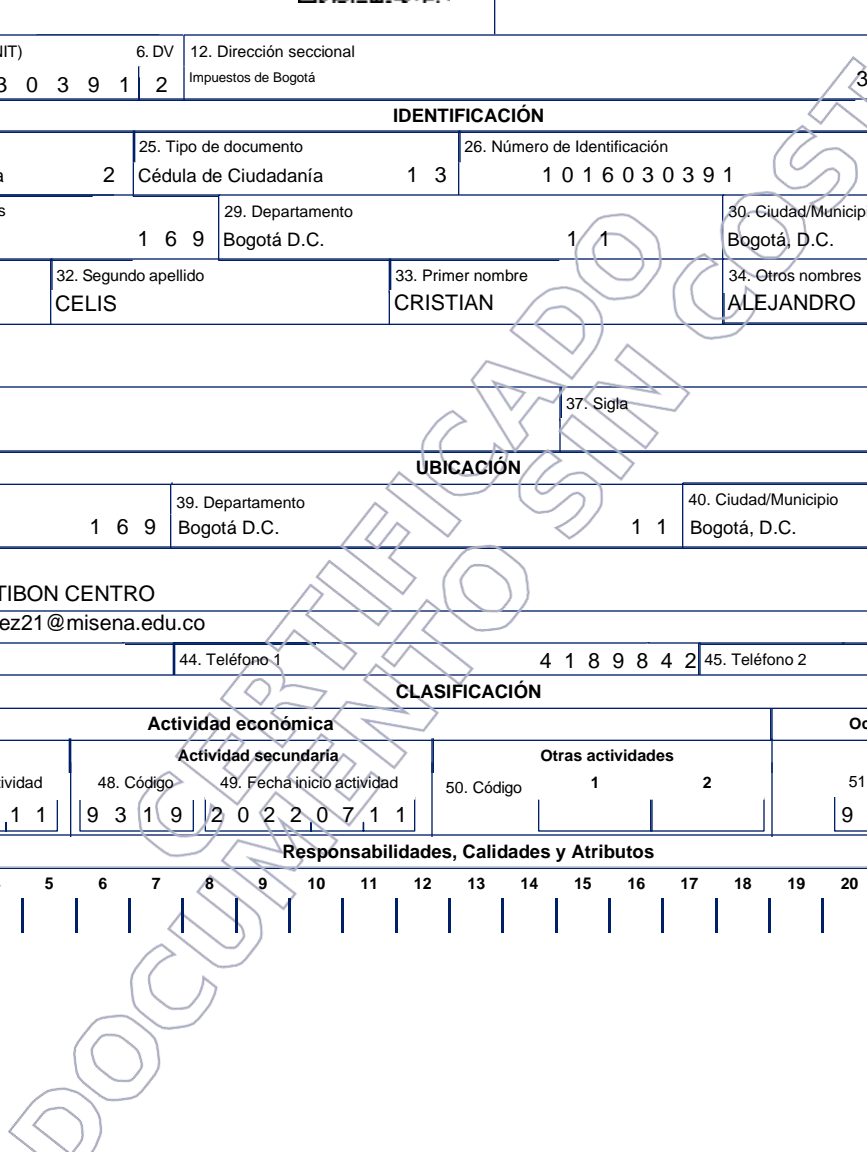 NIT) 6. DV 12. Dirección seccional
3 0 3 9 1 2 Impuestos de Bogotá 3
IDENTIFICACIÓN
25. Tipo de documento 26. Número de Identificación
a 2 Cédula de Ciudadanía 1 3 1 0 1 6 0 3 0 3 9 1
s 29. Departamento 30. Ciudad/Municip
1 6 9 Bogotá D.C. 1 1 Bogotá, D.C.
32. Segundo apellido 33. Primer nombre 34. Otros nombres
CELIS CRISTIAN ALEJANDRO
37. Sigla
UBICACIÓN
39. Departamento 40. Ciudad/Municipio
1 6 9 Bogotá D.C. 1 1 Bogotá, D.C.
TIBON CENTRO
ez21@misena.edu.co
44. Teléfono 1 4 1 8 9 8 4 2 45. Teléfono 2
CLASIFICACIÓN
Actividad económica Oc
Actividad secundaria Otras actividades
ividad 48. Código 49. Fecha inicio actividad 50. Código 1 2 51
1 1 9 3 1 9 2 0 2 2 0 7 1 1 9
Responsabilidades, Calidades y Atributos
5 6 7 8 9 10 11 12 13 14 15 16 17 18 19 20
CERTIFICADO
DOCUMENTO SIN COST